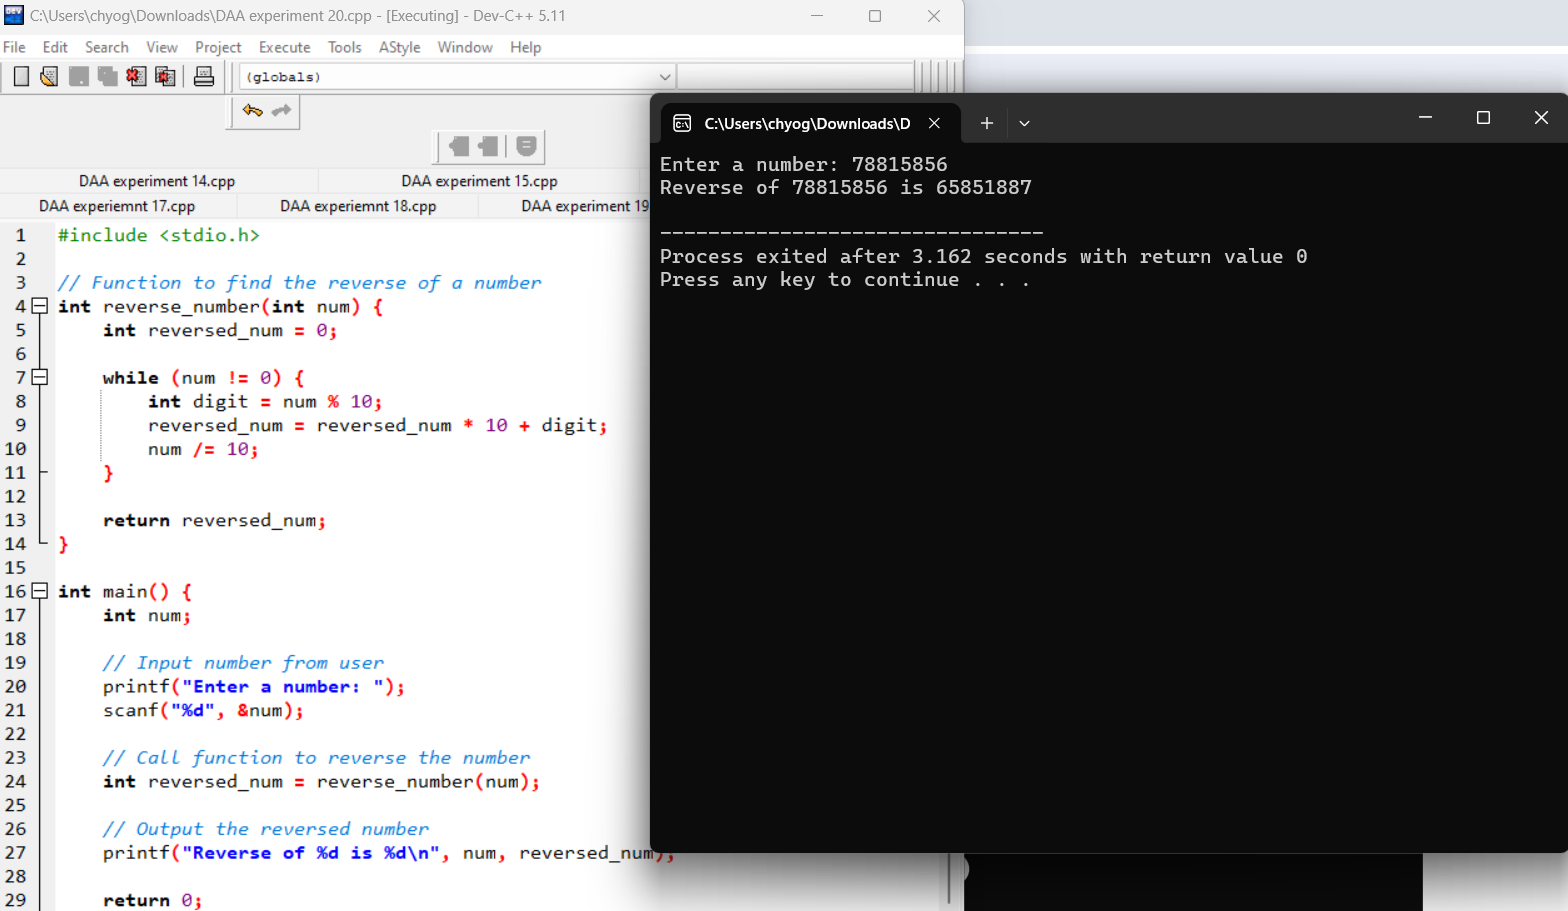 C:\Users\chyog\Downloads\DAA experiment 20.cpp - [Executing] - Dev-C++ 5.11
File Edit Search View Project Execute Tools AStyle Window Help
(globals)
DAA experiment 14.cpp DAA experiment 15.cpp
DAA experiemnt 17.cpp DAA experiemnt 18.cpp DAA experiment 19
1 #include <stdio.h>
2
3 // Function to find the reverse of a number
4 int reverse_number(int num) {
5 int reversed_num = 0;
6
7 while (num != 0) {
8 int digit = num % 10;
9 reversed_num = reversed_num * 10 + digit;
10 num /= 10;
11 }
12
13 return reversed_num;
14 }
15
16 int main() {
17 int num;
18
19 // Input number from user
20 printf("Enter a number: ");
21 scanf("%d", &num);
22
23 // Call function to reverse the number
24 int reversed_num = reverse_number(num);
25
26 // Output the reversed number
27 printf("Reverse of %d is %d\n", num, reversed_num);
28
29 return 0;
C:\Users\chyog\Downloads\D
Enter a number: 78815856
Reverse of 78815856 is 65851887
--------------------------------
Process exited after 3.162 seconds with return value 0
Press any key to continue . . .